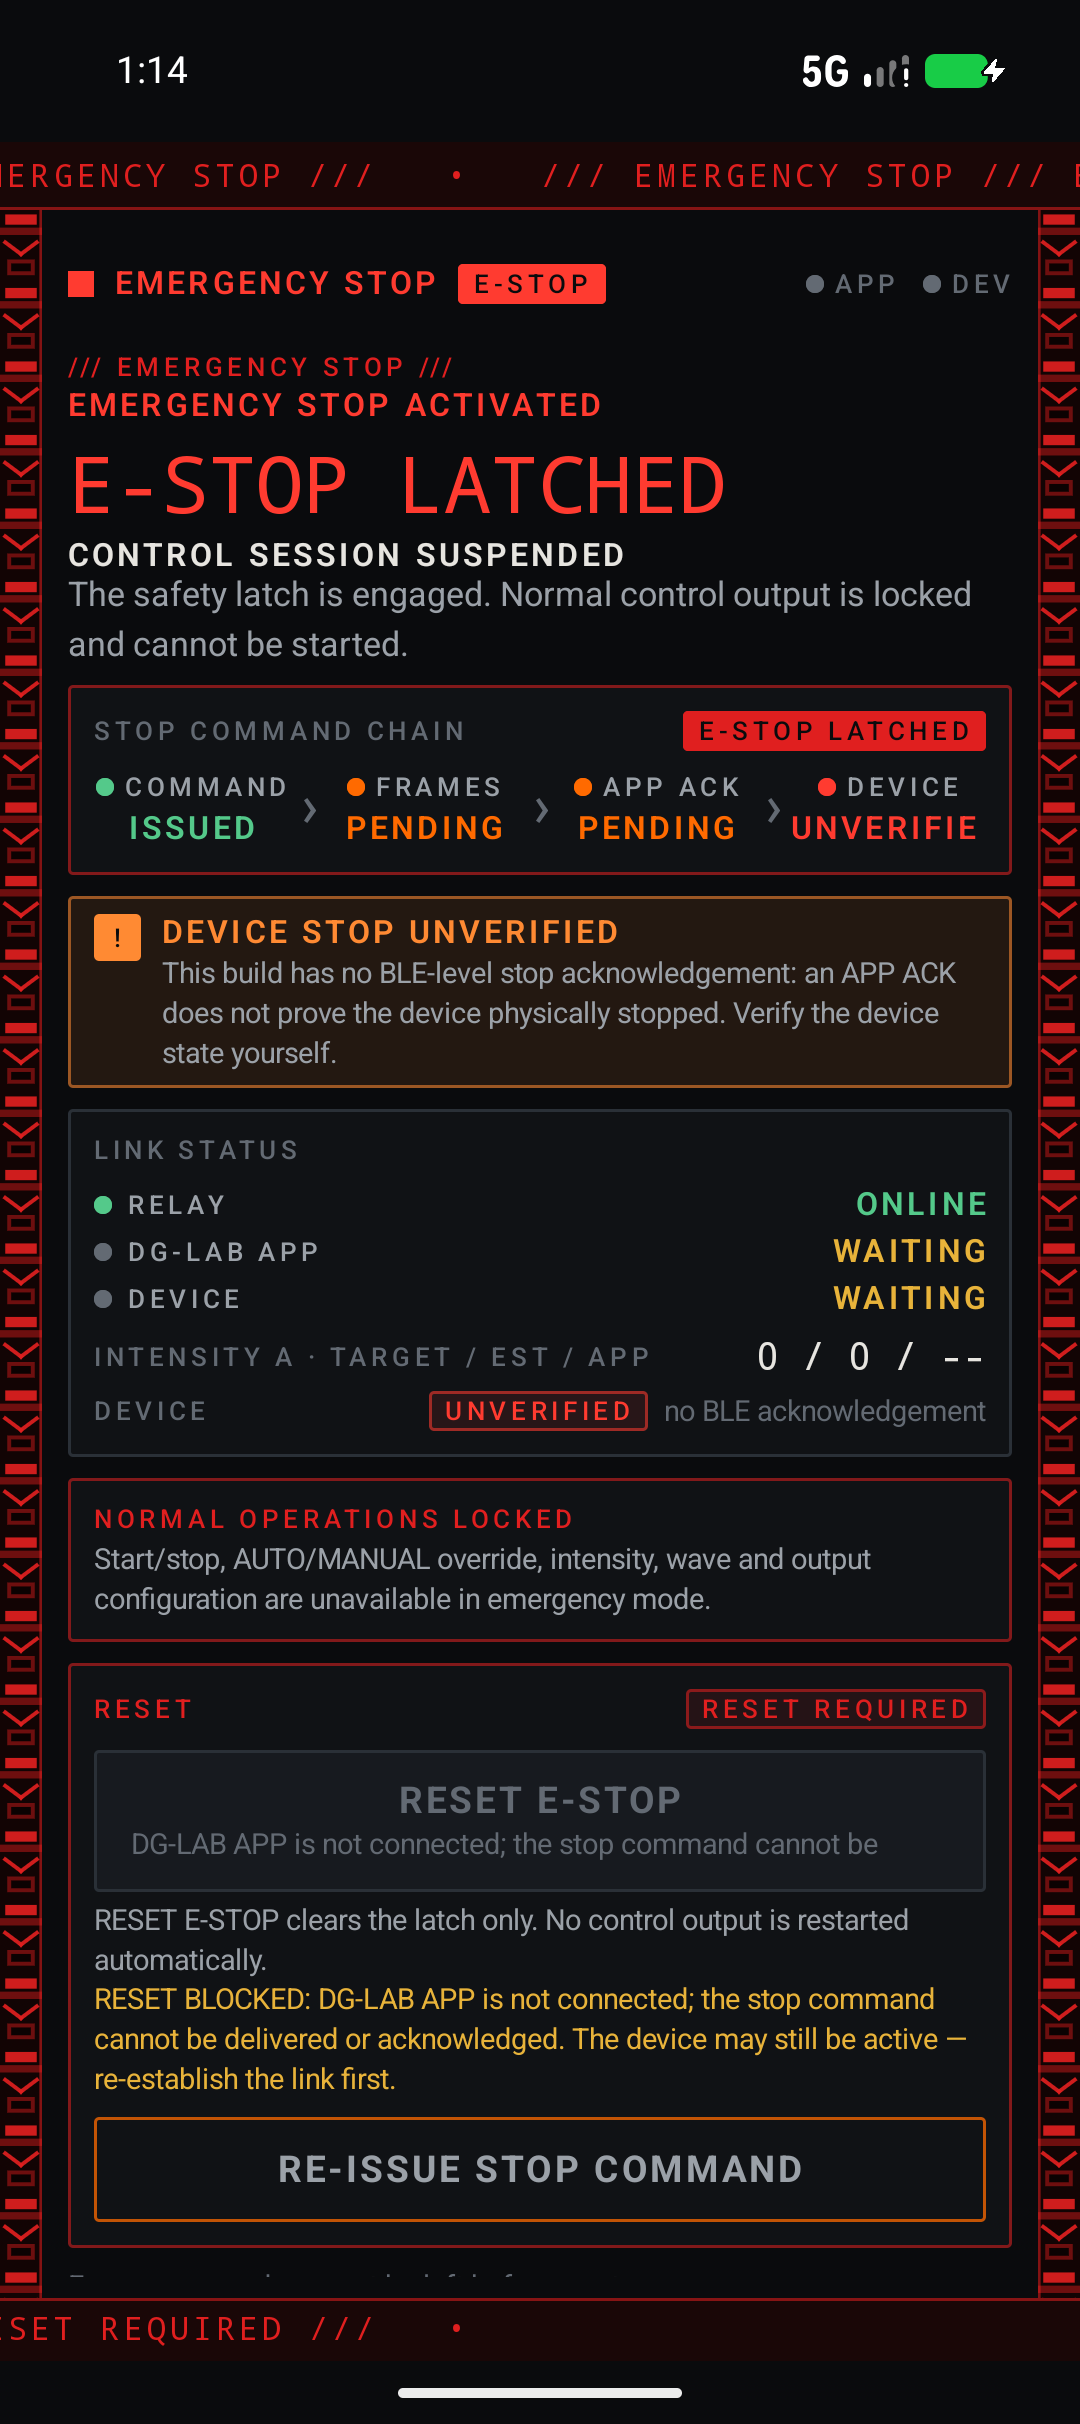 1:14
5G
MERGENCY STOP /// • /// EMERGENCY STOP ///
EMERGENCY STOP E-STOP APP DEV
/// EMERGENCY STOP ///
EMERGENCY STOP ACTIVATED
E-STOP LATCHED
CONTROL SESSION SUSPENDED
The safety latch is engaged. Normal control output is locked
and cannot be started.
STOP COMMAND CHAIN E-STOP LATCHED
COMMAND › FRAMES › APP ACK › DEVICE
ISSUED PENDING PENDING UNVERIFIE
! DEVICE STOP UNVERIFIED
This build has no BLE-level stop acknowledgement: an APP ACK
does not prove the device physically stopped. Verify the device
state yourself.
LINK STATUS
RELAY ONLINE
DG-LAB APP WAITING
DEVICE WAITING
INTENSITY A · TARGET / EST / APP 0 / 0 / --
DEVICE UNVERIFIED no BLE acknowledgement
NORMAL OPERATIONS LOCKED
Start/stop, AUTO/MANUAL override, intensity, wave and output
configuration are unavailable in emergency mode.
RESET RESET REQUIRED
RESET E-STOP
DG-LAB APP is not connected; the stop command cannot be
RESET E-STOP clears the latch only. No control output is restarted
automatically.
RESET BLOCKED: DG-LAB APP is not connected; the stop command
cannot be delivered or acknowledged. The device may still be active —
re-establish the link first.
RE-ISSUE STOP COMMAND
SET REQUIRED /// •